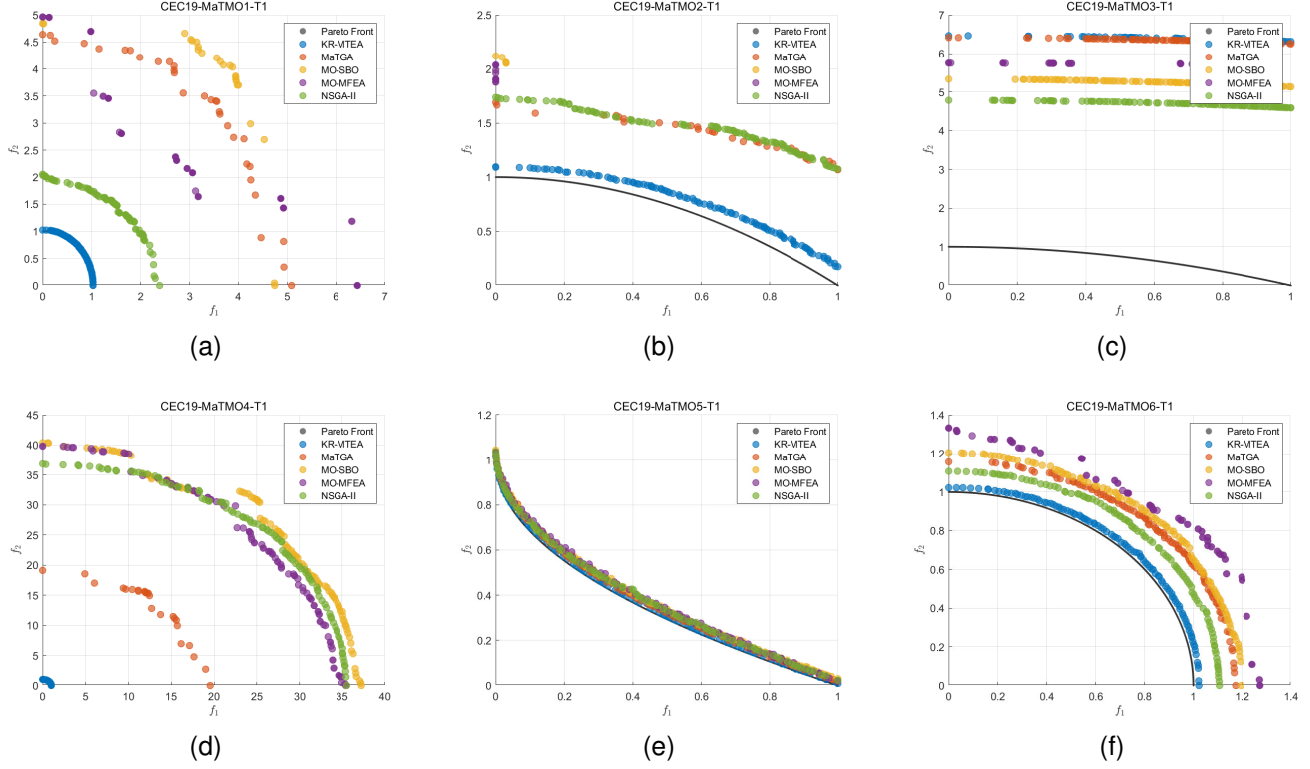 CEC19-MaTMO1-T1
5
4.5
4
3.5
3
2.5
2
1.5
1
0.5
0
f2
0 1 2 3 4 5 6 7
f1
Pareto Front
KR-MTEA
MaTGA
MO-SBO
MO-MFEA
NSGA-II
(a)
CEC19-MaTMO2-T1
2.5
2
1.5
1
0.5
0
f2
0 0.2 0.4 0.6 0.8 1
f1
Pareto Front
KR-MTEA
MaTGA
MO-SBO
MO-MFEA
NSGA-II
(b)
CEC19-MaTMO3-T1
7
6
5
4
3
2
1
0
f2
0 0.2 0.4 0.6 0.8 1
f1
Pareto Front
KR-MTEA
MaTGA
MO-SBO
MO-MFEA
NSGA-II
(c)
CEC19-MaTMO4-T1
45
40
35
30
25
20
15
10
5
0
f2
0 5 10 15 20 25 30 35 40
f1
Pareto Front
KR-MTEA
MaTGA
MO-SBO
MO-MFEA
NSGA-II
(d)
CEC19-MaTMO5-T1
1.2
1
0.8
0.6
0.4
0.2
0
f2
0 0.2 0.4 0.6 0.8 1
f1
Pareto Front
KR-MTEA
MaTGA
MO-SBO
MO-MFEA
NSGA-II
(e)
CEC19-MaTMO6-T1
1.4
1.2
1
0.8
0.6
0.4
0.2
0
f2
0 0.2 0.4 0.6 0.8 1 1.2 1.4
f1
Pareto Front
KR-MTEA
MaTGA
MO-SBO
MO-MFEA
NSGA-II
(f)